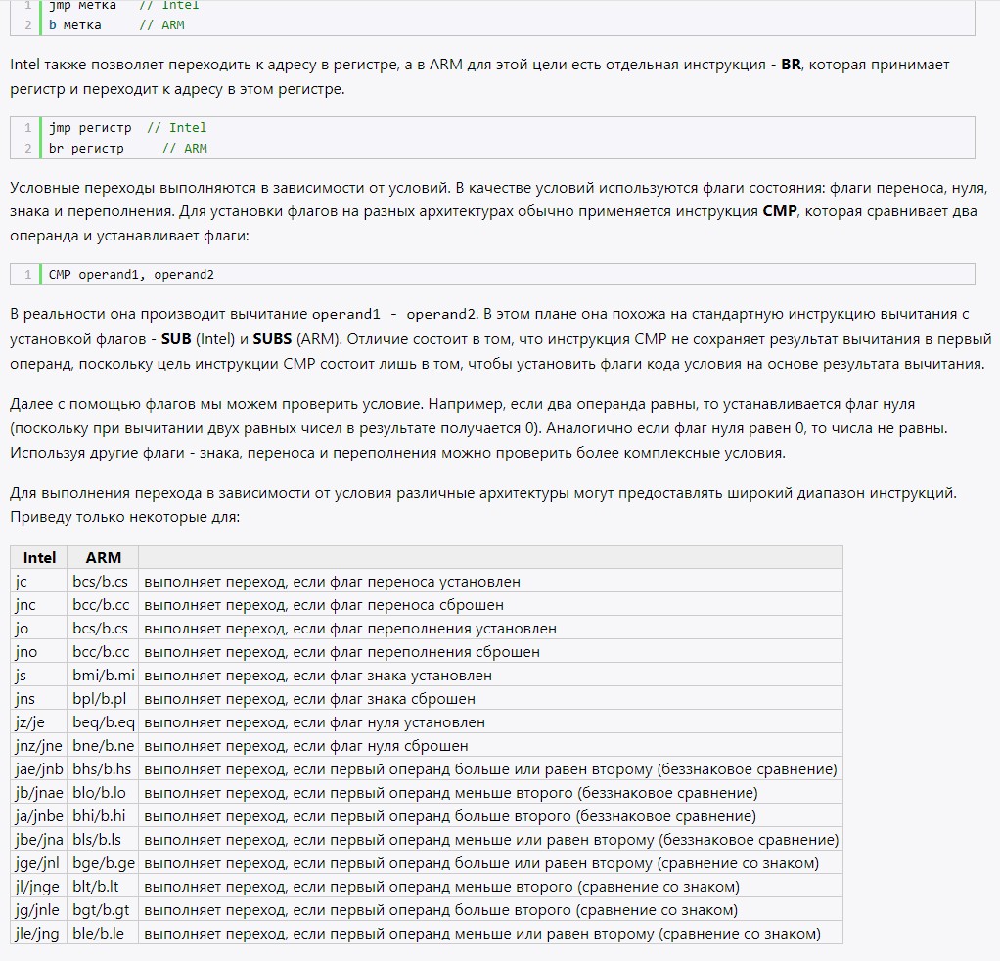 1 jmp метка // Intel
2 b метка // ARM
Intel также позволяет переходить к адресу в регистре, а в ARM для этой цели есть отдельная инструкция - BR, которая принимает
регистр и переходит к адресу в этом регистре.
1 jmp регистр // Intel
2 br регистр // ARM
Условные переходы выполняются в зависимости от условий. В качестве условий используются флаги состояния: флаги переноса, нуля,
знака и переполнения. Для установки флагов на разных архитектурах обычно применяется инструкция CMP, которая сравнивает два
операнда и устанавливает флаги:
1 CMP operand1, operand2
В реальности она производит вычитание operand1 - operand2. В этом плане она похожа на стандартную инструкцию вычитания с
установкой флагов - SUB (Intel) и SUBS (ARM). Отличие состоит в том, что инструкция CMP не сохраняет результат вычитания в первый
операнд, поскольку цель инструкции CMP состоит лишь в том, чтобы установить флаги кода условия на основе результата вычитания.
Далее с помощью флагов мы можем проверить условие. Например, если два операнда равны, то устанавливается флаг нуля
(поскольку при вычитании двух равных чисел в результате получается 0). Аналогично если флаг нуля равен 0, то числа не равны.
Используя другие флаги - знака, переноса и переполнения можно проверить более комплексные условия.
Для выполнения перехода в зависимости от условия различные архитектуры могут предоставлять широкий диапазон инструкций.
Приведу только некоторые для:
Intel ARM
jc bcs/b.cs выполняет переход, если флаг переноса установлен
jnc bcc/b.cc выполняет переход, если флаг переноса сброшен
jo bcs/b.cs выполняет переход, если флаг переполнения установлен
jno bcc/b.cc выполняет переход, если флаг переполнения сброшен
js bmi/b.mi выполняет переход, если флаг знака установлен
jns bpl/b.pl выполняет переход, если флаг знака сброшен
jz/je beq/b.eq выполняет переход, если флаг нуля установлен
jnz/jne bne/b.ne выполняет переход, если флаг нуля сброшен
jae/jnb bhs/b.hs выполняет переход, если первый операнд больше или равен второму (беззнаковое сравнение)
jb/jnae blo/b.lo выполняет переход, если первый операнд меньше второго (беззнаковое сравнение)
ja/jnbe bhi/b.hi выполняет переход, если первый операнд больше второго (беззнаковое сравнение)
jbe/jna bls/b.ls выполняет переход, если первый операнд меньше или равен второму (беззнаковое сравнение)
jge/jnl bge/b.ge выполняет переход, если первый операнд больше или равен второму (сравнение со знаком)
jl/jnge blt/b.lt выполняет переход, если первый операнд меньше второго (сравнение со знаком)
jg/jnle bgt/b.gt выполняет переход, если первый операнд больше второго (сравнение со знаком)
jle/jng ble/b.le выполняет переход, если первый операнд меньше или равен второму (сравнение со знаком)